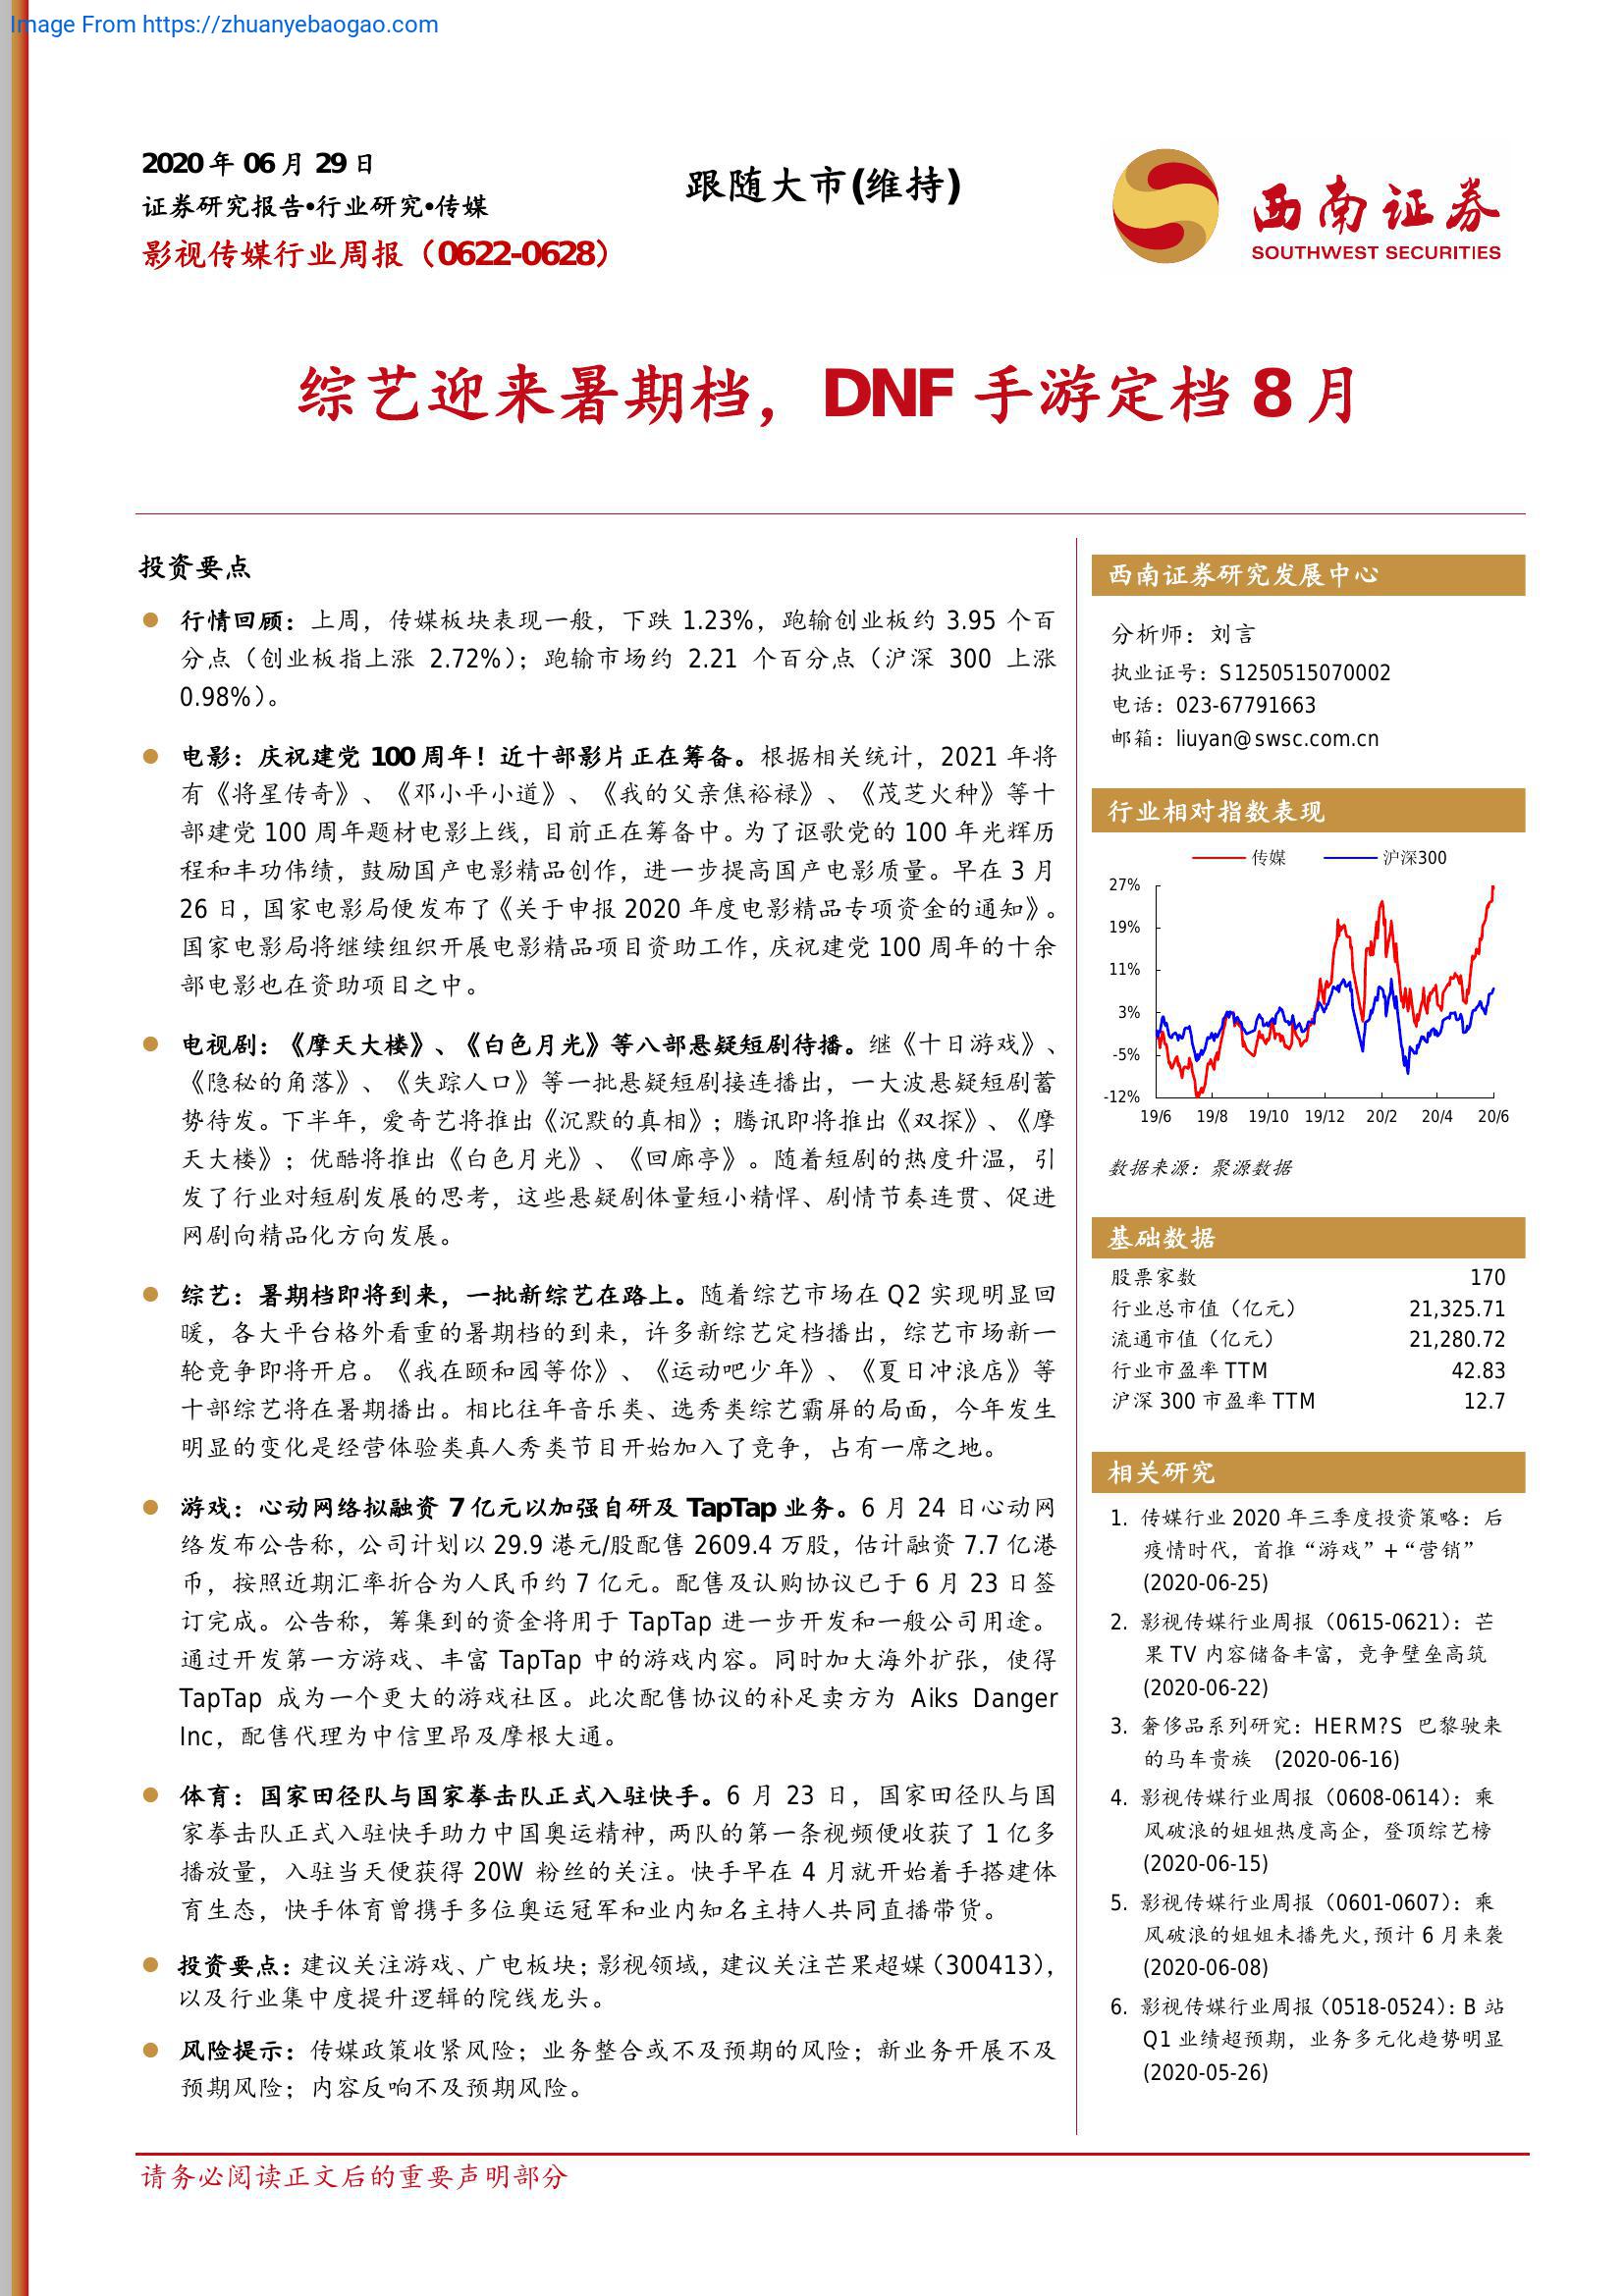 Image From https://zhuanyebaogao.com
2020 年 06 月 29 日
证券研究报告•行业研究•传媒
影视传媒行业周报（0622-0628）
跟随大市(维持)
西南证券
SOUTHWEST SECURITIES
综艺迎来暑期档，DNF 手游定档 8 月
投资要点
行情回顾：上周，传媒板块表现一般，下跌 1.23%，跑输创业板约 3.95 个百
分点（创业板指上涨 2.72%）；跑输市场约 2.21 个百分点（沪深 300 上涨
0.98%）。
电影：庆祝建党 100 周年！近十部影片正在筹备。根据相关统计，2021 年将
有《将星传奇》、《邓小平小道》、《我的父亲焦裕禄》、《茂芝火种》等十
部建党 100 周年题材电影上线，目前正在筹备中。为了讴歌党的 100 年光辉历
程和丰功伟绩，鼓励国产电影精品创作，进一步提高国产电影质量。早在 3 月
26 日，国家电影局便发布了《关于申报 2020 年度电影精品专项资金的通知》。
国家电影局将继续组织开展电影精品项目资助工作，庆祝建党 100 周年的十余
部电影也在资助项目之中。
电视剧：《摩天大楼》、《白色月光》等八部悬疑短剧待播。继《十日游戏》、
《隐秘的角落》、《失踪人口》等一批悬疑短剧接连播出，一大波悬疑短剧蓄
势待发。下半年，爱奇艺将推出《沉默的真相》；腾讯即将推出《双探》、《摩
天大楼》；优酷将推出《白色月光》、《回廊亭》。随着短剧的热度升温，引
发了行业对短剧发展的思考，这些悬疑剧体量短小精悍、剧情节奏连贯、促进
网剧向精品化方向发展。
综艺：暑期档即将到来，一批新综艺在路上。随着综艺市场在 Q2 实现明显回
暖，各大平台格外看重的暑期档的到来，许多新综艺定档播出，综艺市场新一
轮竞争即将开启。《我在颐和园等你》、《运动吧少年》、《夏日冲浪店》等
十部综艺将在暑期播出。相比往年音乐类、选秀类综艺霸屏的局面，今年发生
明显的变化是经营体验类真人秀类节目开始加入了竞争，占有一席之地。
游戏：心动网络拟融资 7 亿元以加强自研及 TapTap 业务。6 月 24 日心动网
络发布公告称，公司计划以 29.9 港元/股配售 2609.4 万股，估计融资 7.7 亿港
币，按照近期汇率折合为人民币约 7 亿元。配售及认购协议已于 6 月 23 日签
订完成。公告称，筹集到的资金将用于 TapTap 进一步开发和一般公司用途。
通过开发第一方游戏、丰富 TapTap 中的游戏内容。同时加大海外扩张，使得
TapTap 成为一个更大的游戏社区。此次配售协议的补足卖方为 Aiks Danger
Inc，配售代理为中信里昂及摩根大通。
体育：国家田径队与国家拳击队正式入驻快手。6 月 23 日，国家田径队与国
家拳击队正式入驻快手助力中国奥运精神，两队的第一条视频便收获了 1 亿多
播放量，入驻当天便获得 20W 粉丝的关注。快手早在 4 月就开始着手搭建体
育生态，快手体育曾携手多位奥运冠军和业内知名主持人共同直播带货。
投资要点：建议关注游戏、广电板块；影视领域，建议关注芒果超媒（300413），
以及行业集中度提升逻辑的院线龙头。
风险提示：传媒政策收紧风险；业务整合或不及预期的风险；新业务开展不及
预期风险；内容反响不及预期风险。
西南证券研究发展中心
分析师：刘言
执业证号：S1250515070002
电话：023-67791663
邮箱：liuyan@swsc.com.cn
行业相对指数表现
传媒 沪深300
27%
19%
11%
3%
-5%
-12%
19/6 19/8 19/10 19/12 20/2 20/4 20/6
数据来源：聚源数据
基础数据
股票家数 170
行业总市值（亿元） 21,325.71
流通市值（亿元） 21,280.72
行业市盈率 TTM 42.83
沪深 300 市盈率 TTM 12.7
相关研究
1. 传媒行业 2020 年三季度投资策略：后
疫情时代，首推“游戏”+“营销”
(2020-06-25)
2. 影视传媒行业周报（0615-0621）：芒
果 TV 内容储备丰富，竞争壁垒高筑
(2020-06-22)
3. 奢侈品系列研究：HERM?S 巴黎驶来
的马车贵族 (2020-06-16)
4. 影视传媒行业周报（0608-0614）：乘
风破浪的姐姐热度高企，登顶综艺榜
(2020-06-15)
5. 影视传媒行业周报（0601-0607）：乘
风破浪的姐姐未播先火，预计 6 月来袭
(2020-06-08)
6. 影视传媒行业周报（0518-0524）：B 站
Q1 业绩超预期，业务多元化趋势明显
(2020-05-26)
请务必阅读正文后的重要声明部分